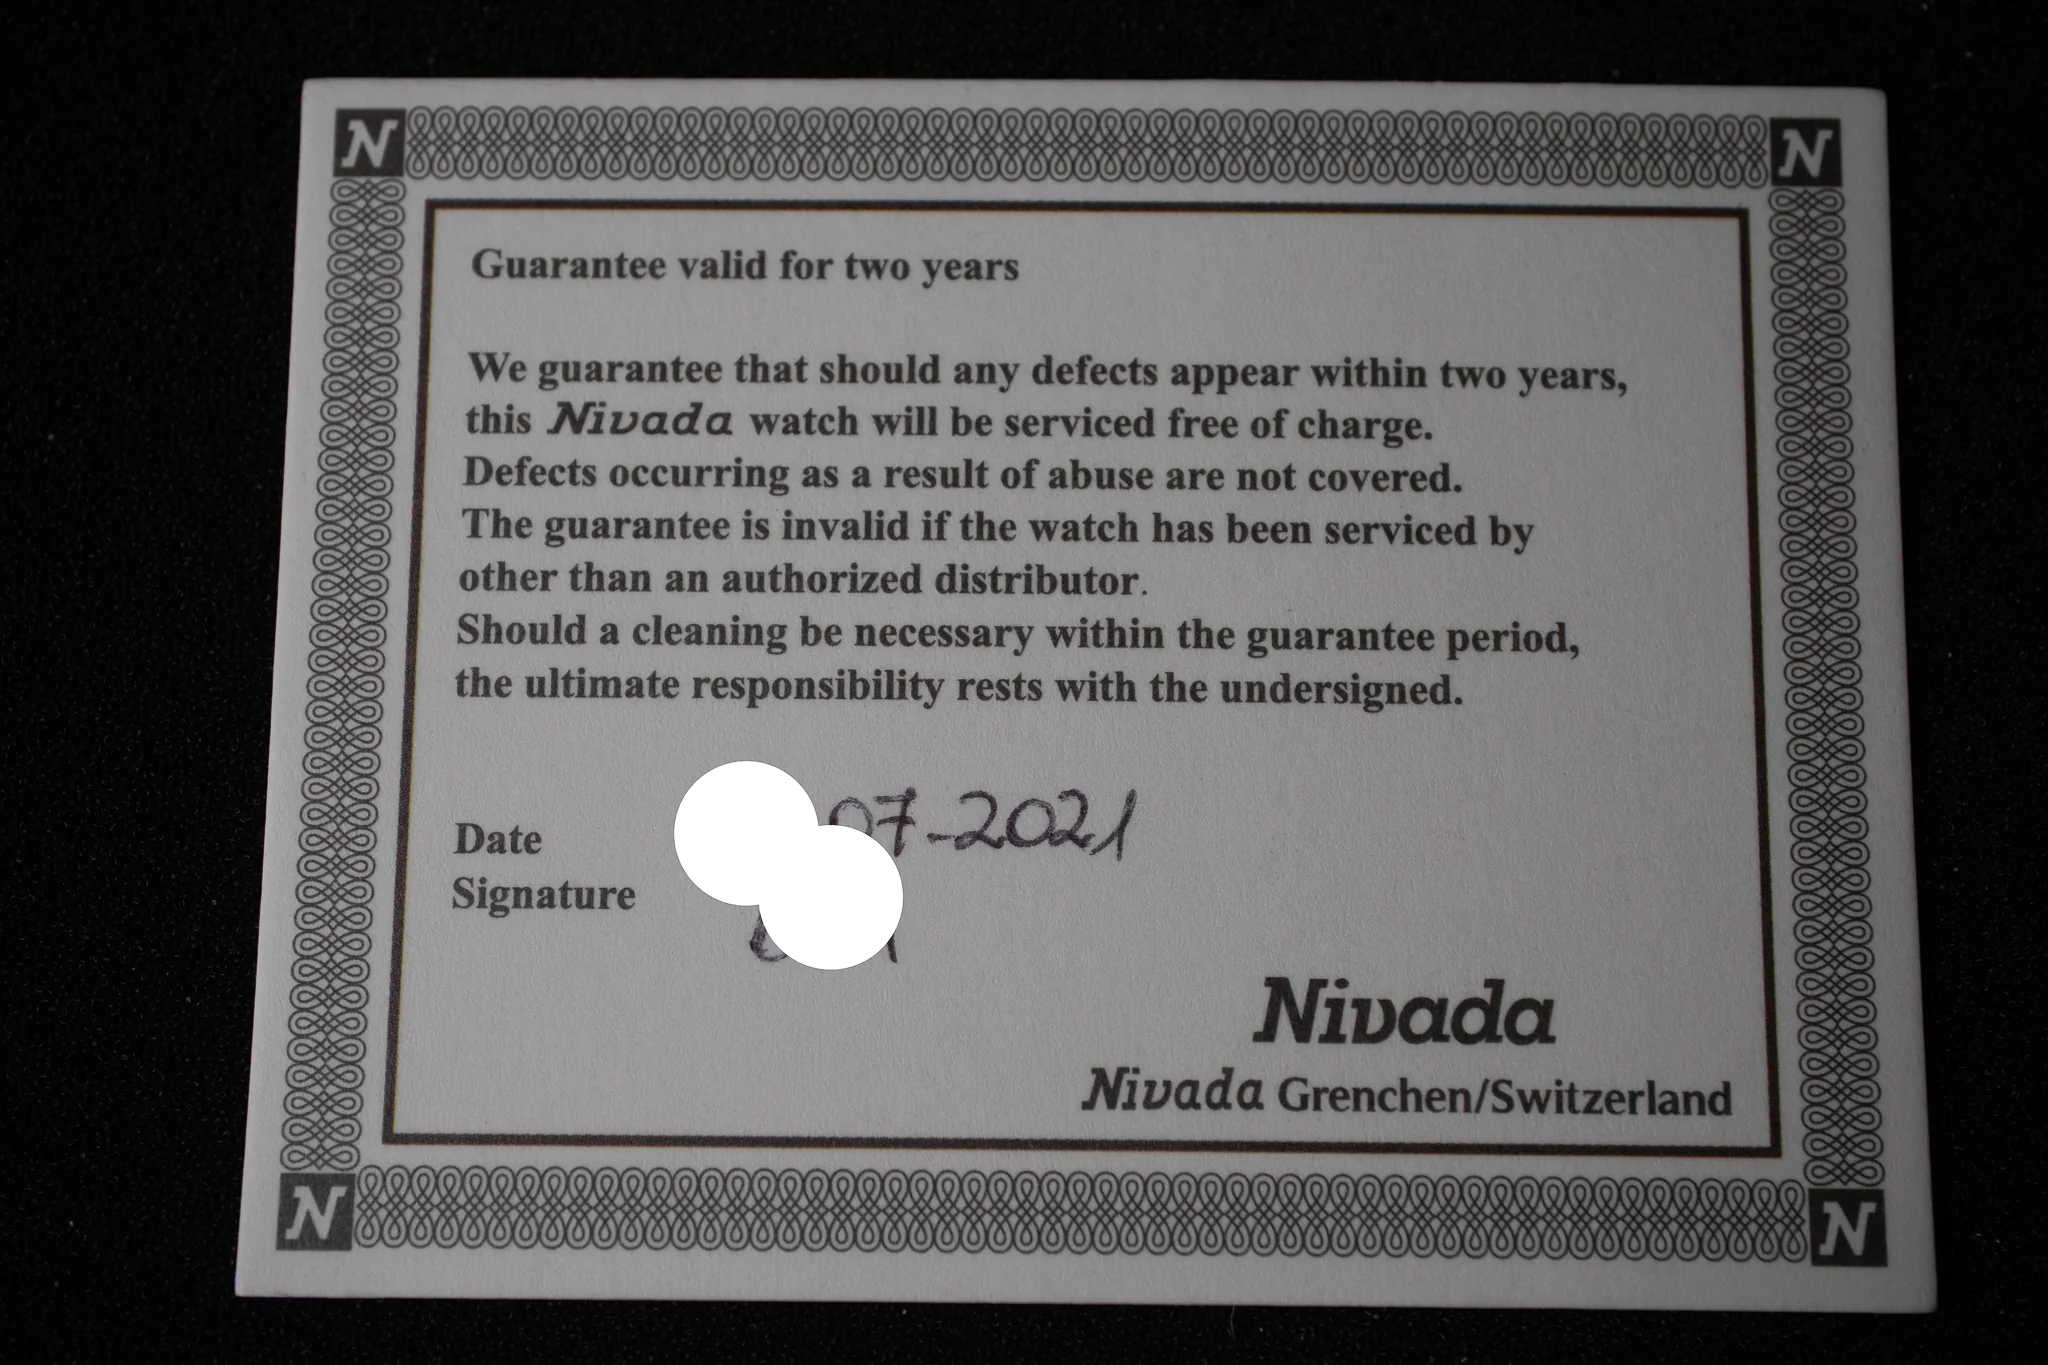 N N
Guarantee valid for two years
We guarantee that should any defects appear within two years,
this Nivada watch will be serviced free of charge.
Defects occurring as a result of abuse are not covered.
The guarantee is invalid if the watch has been serviced by
other than an authorized distributor.
Should a cleaning be necessary within the guarantee period,
the ultimate responsibility rests with the undersigned.
Date 07-2021
Signature
Nivada
Nivada Grenchen/Switzerland
N N